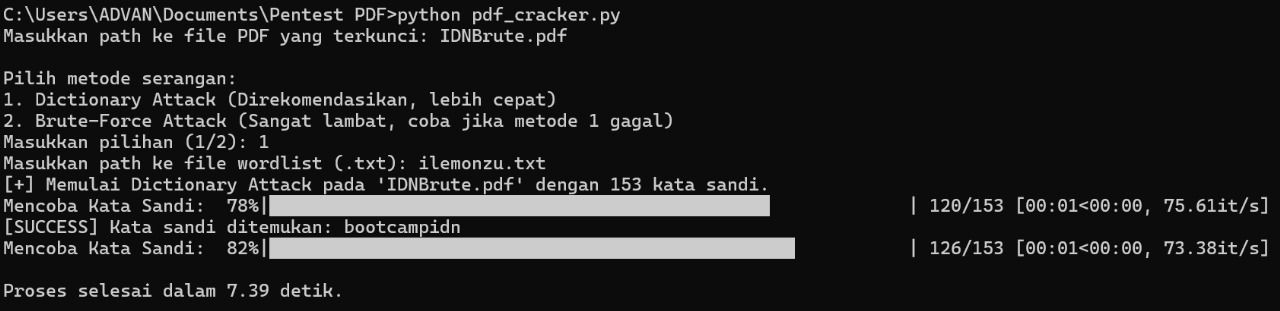 C:\Users\ADVAN\Documents\Pentest PDF>python pdf_cracker.py
Masukkan path ke file PDF yang terkunci: IDNBrute.pdf
Pilih metode serangan:
1. Dictionary Attack (Direkomendasikan, lebih cepat)
2. Brute-Force Attack (Sangat lambat, coba jika metode 1 gagal)
Masukkan pilihan (1/2): 1
Masukkan path ke file wordlist (.txt): ilemonzu.txt
[+] Memulai Dictionary Attack pada 'IDNBrute.pdf' dengan 153 kata sandi.
Mencoba Kata Sandi:  78%| | 120/153 [00:01<00:00, 75.61it/s]
[SUCCESS] Kata sandi ditemukan: bootcampidn
Mencoba Kata Sandi:  82%| | 126/153 [00:01<00:00, 73.38it/s]
Proses selesai dalam 7.39 detik.